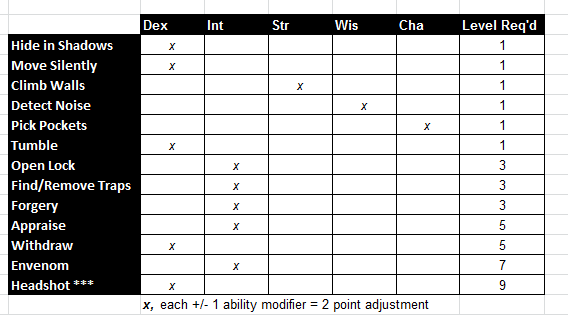 Dex Int Str Wis Cha Level Req'd
Hide in Shadows x 1
Move Silently x 1
Climb Walls x 1
Detect Noise x 1
Pick Pockets x 1
Tumble x 1
Open Lock x 3
Find/Remove Traps x 3
Forgery x 3
Appraise x 5
Withdraw x 5
Envenom x 7
Headshot *** x 9
x, each +/- 1 ability modifier = 2 point adjustment